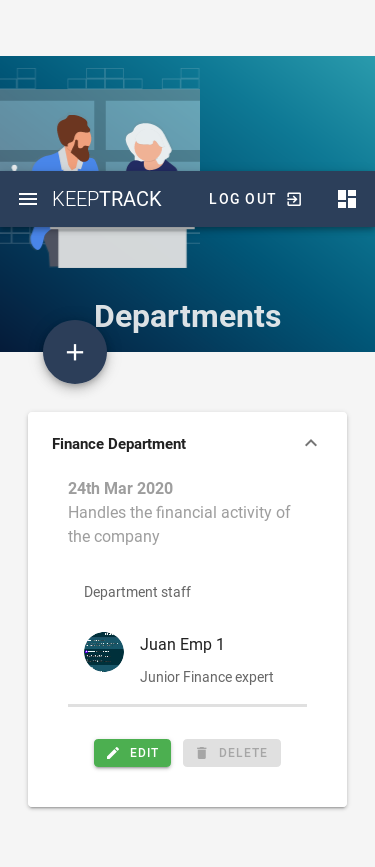 KEEPTRACK LOG OUT
Departments
Finance Department
24th Mar 2020
Handles the financial activity of
the company
Department staff
Juan Emp 1
Junior Finance expert
EDIT DELETE